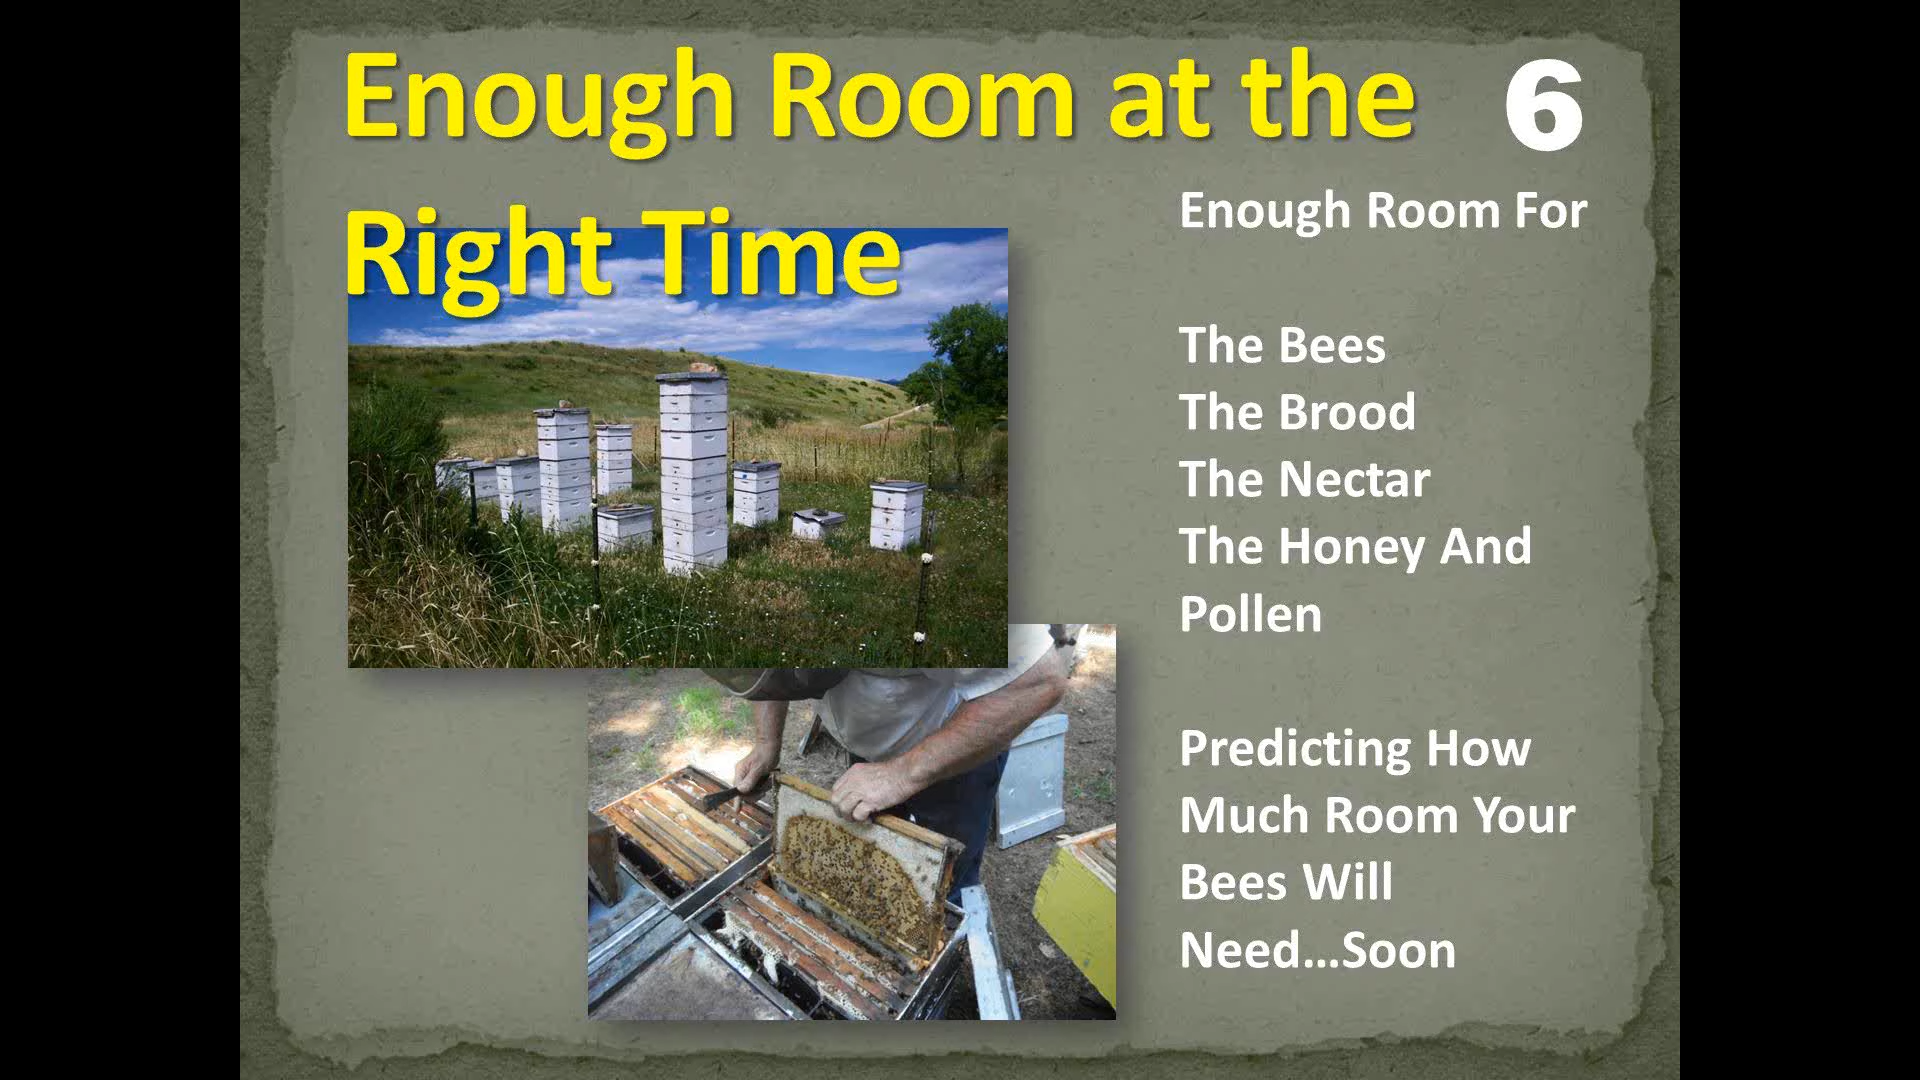 Enough Room at the
Right Time
6
Enough Room For
The Bees
The Brood
The Nectar
The Honey And
Pollen
Predicting How
Much Room Your
Bees Will
Need...Soon